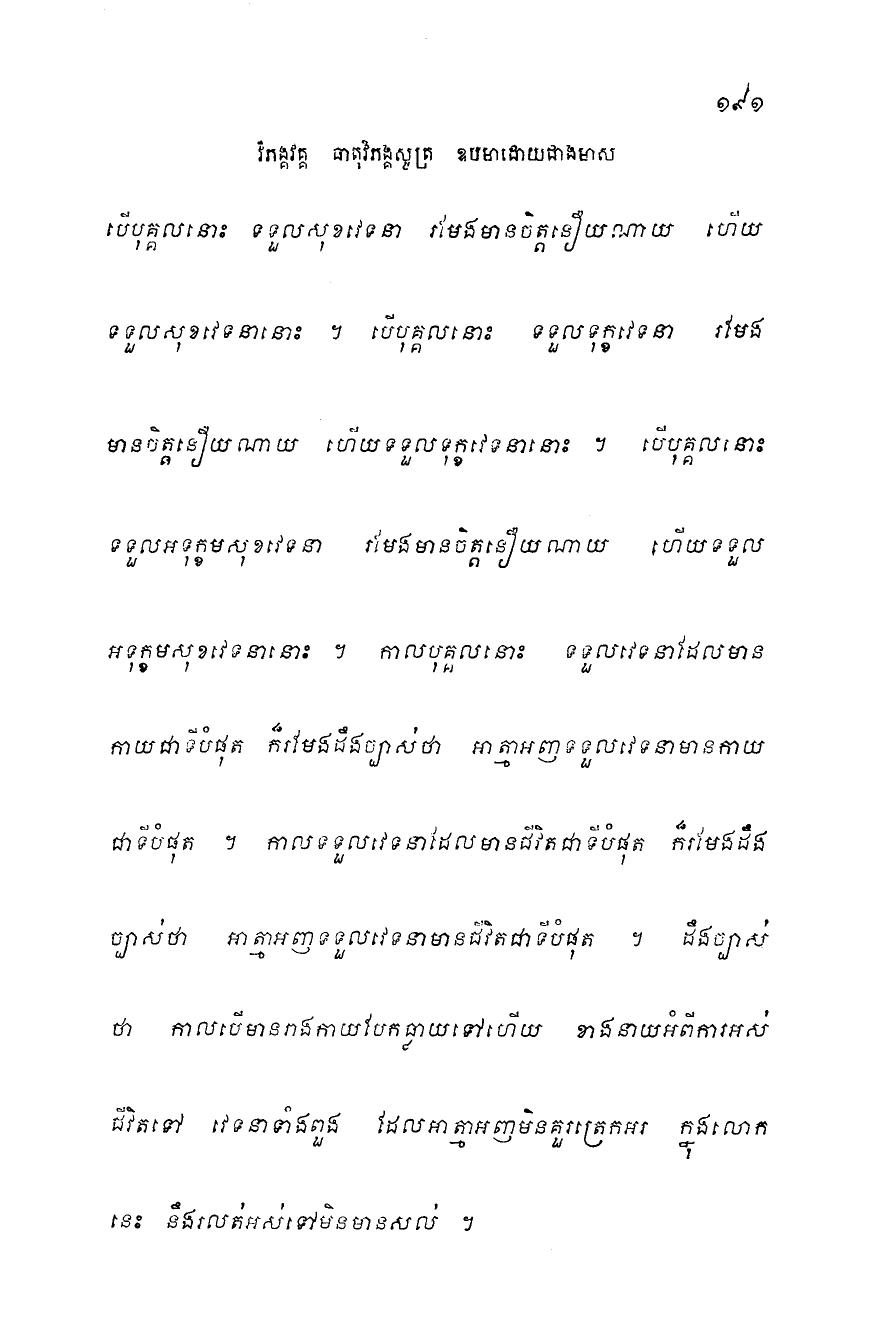 ១៩១
វិភង្គវគ្គ ធាតុវិភង្គសូត្រ ឧបមាដោយជាងមាស
បើបុគ្គលនោះ ទទួលសុខវេទនា រមែងមានចិត្តនឿយណាយ ហើយ
ទទួលសុខវេទនានោះ ។ បើបុគ្គលនោះ ទទួលទុក្ខវេទនា រមែង
មានចិត្តនឿយណាយ ហើយទទួលទុក្ខវេទនានោះ ។ បើបុគ្គលនោះ
ទទួលអទុក្ខមសុខវេទនា រមែងមានចិត្តនឿយណាយ ហើយទទួល
អទុក្ខមសុខវេទនានោះ ។ កាលបុគ្គលនោះ ទទួលវេទនាដែលមាន
កាយជាទីបំផុត ក៏រមែងដឹងច្បាស់ថា អាត្មាអញទទួលវេទនាមានកាយ
ជាទីបំផុត ។ កាលទទួលវេទនាដែលមានជីវិតជាទីបំផុត ក៏រមែងដឹង
ច្បាស់ថា អាត្មាអញទទួលវេទនាមានជីវិតជាទីបំផុត ។ ដឹងច្បាស់
ថា កាលបើមានរាងកាយបែកធ្លាយទៅហើយ ខាងនាយអំពីការអស់
ជីវិតទៅ វេទនាទាំងពួង ដែលអាត្មាអញមិនគួរត្រេកអរ ក្នុងលោក
នេះ នឹងរលត់អស់ទៅមិនមានសល់ ។